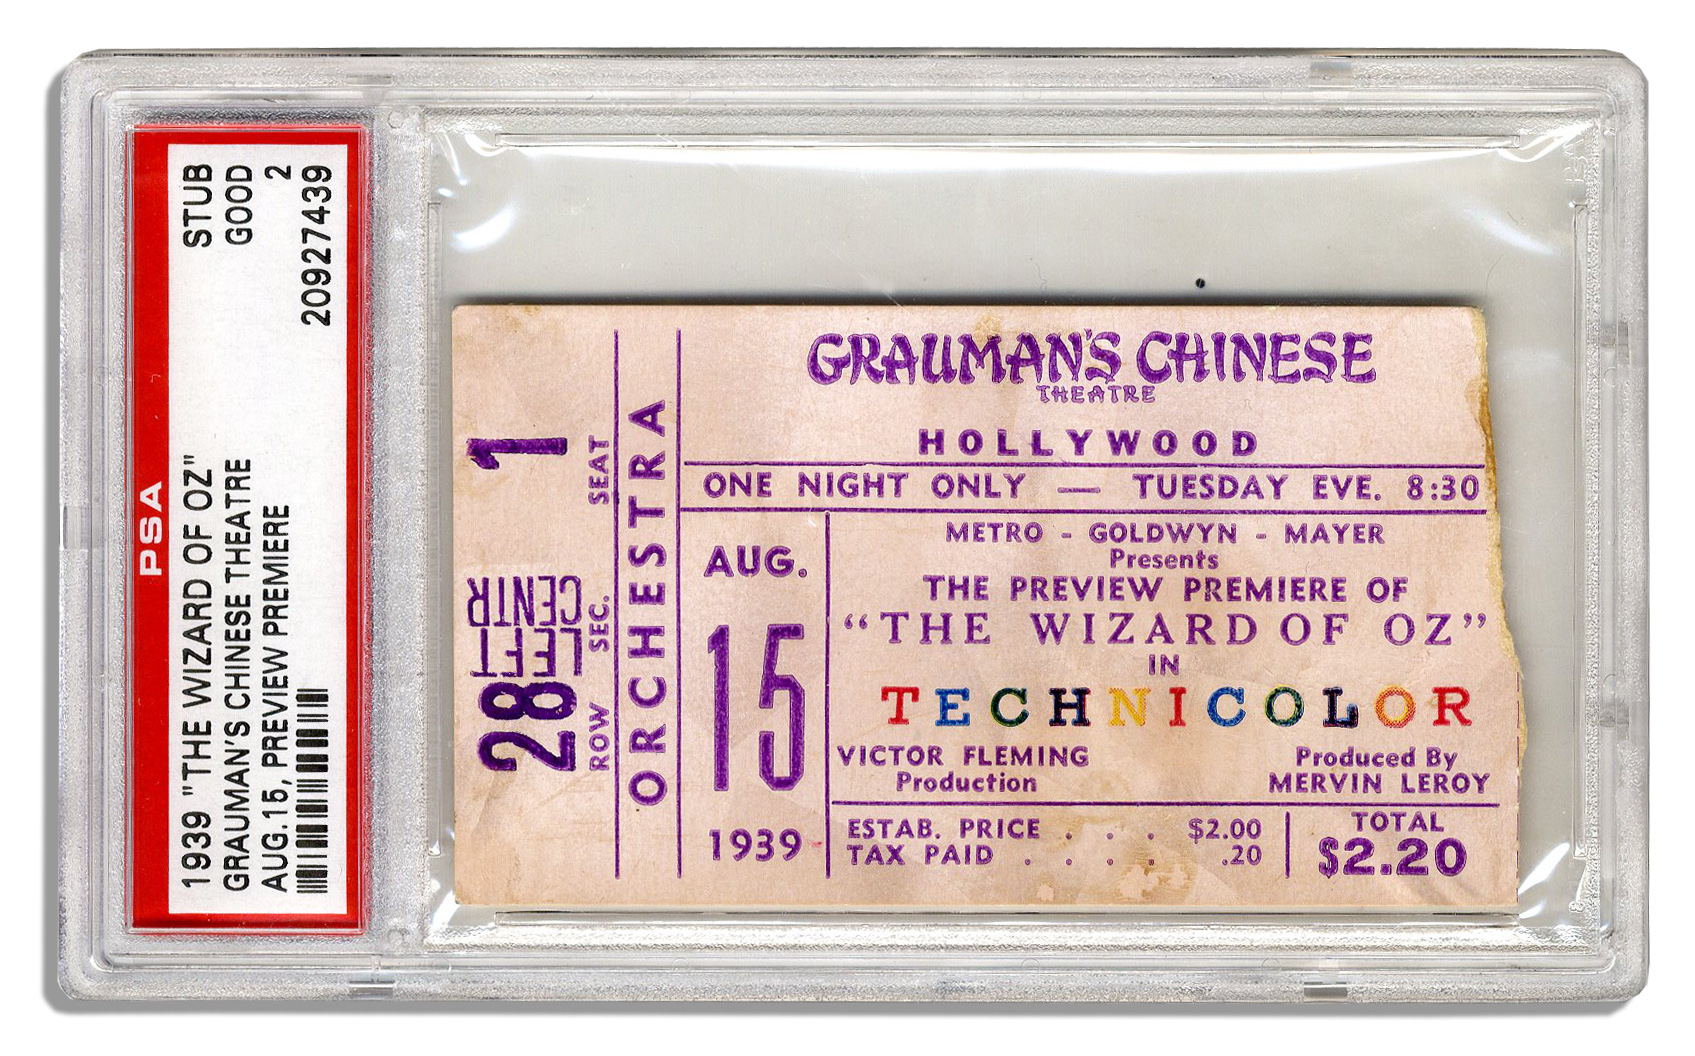 PSA
1939 "THE WIZARD OF OZ" STUB
GRAUMAN'S CHINESE THEATRE GOOD
AUG.15, PREVIEW PREMIERE 2
20927439
1
SEAT
LEFT
CENTR
SEC.
28
ROW
ORCHESTRA
GRAUMAN'S CHINESE
THEATRE
HOLLYWOOD
ONE NIGHT ONLY — TUESDAY EVE. 8:30
AUG.
15
1939
METRO - GOLDWYN - MAYER
Presents
THE PREVIEW PREMIERE OF
“THE WIZARD OF OZ”
IN
TECHNICOLOR
VICTOR FLEMING
Production
Produced By
MERVIN LEROY
ESTAB. PRICE . . . $2.00
TAX PAID . . . . .20
TOTAL
$2.20